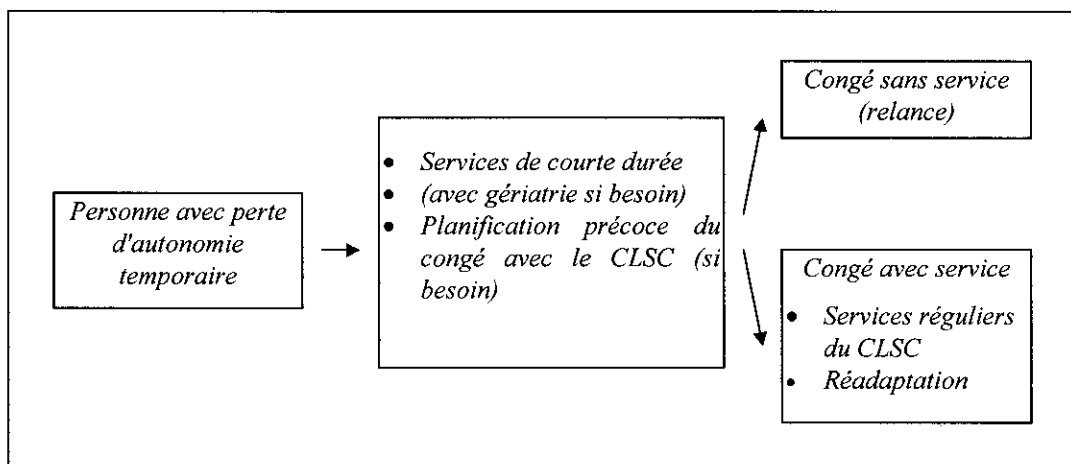 Personne avec perte
d'autonomie
temporaire
• Services de courte durée
• (avec gériatrie si besoin)
• Planification précoce du
congé avec le CLSC (si
besoin)
Congé sans service
(relance)
Congé avec service
• Services réguliers
du CLSC
• Réadaptation